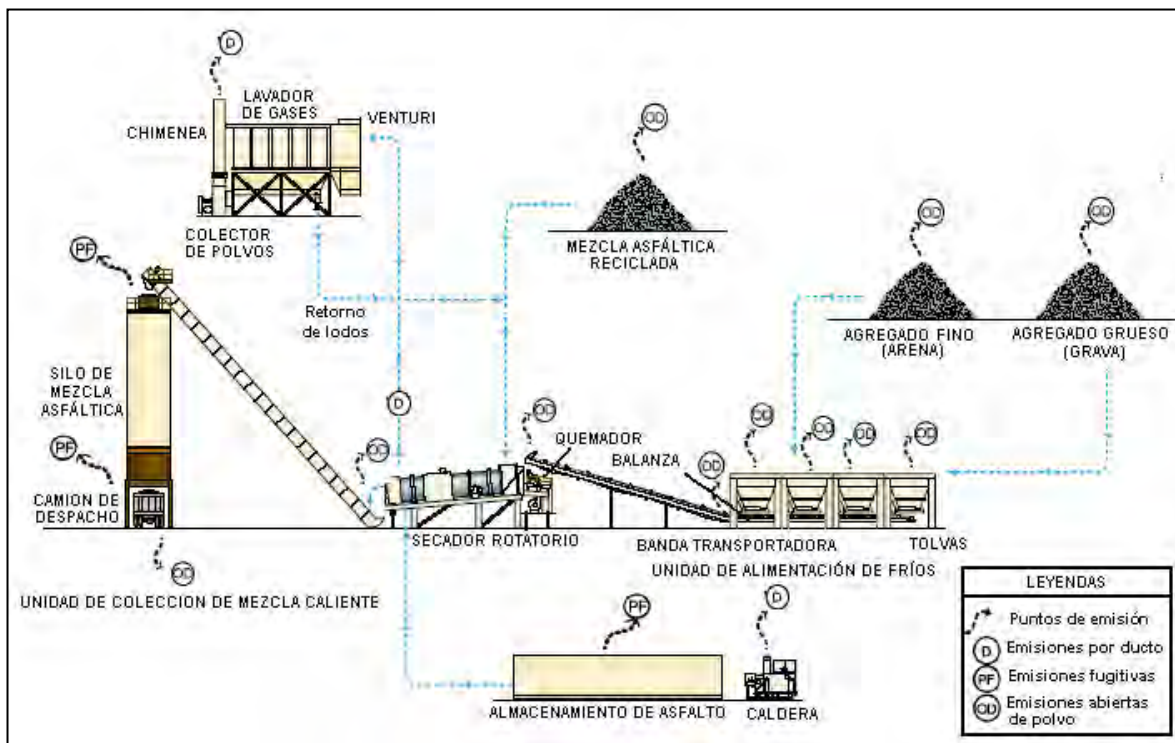 D
LAVADOR
DE GASES
CHIMENEA
VENTURI
COLECTOR
DE POLVOS
PF
Retorno
de lodos
OD
MEZCLA ASFÁLTICA
RECICLADA
OD
OD
AGREGADO FINO
(ARENA)
AGREGADO GRUESO
(GRAVA)
SILO DE
MEZCLA
ASFÁLTICA
PF
CAMION DE
DESPACHO
OD
UNIDAD DE COLECCION DE MEZCLA CALIENTE
D
OD
OD
QUEMADOR
BALANZA
OD
OD
OD
OD
OD
SECADOR ROTATORIO
BANDA TRANSPORTADORA
TOLVAS
UNIDAD DE ALIMENTACIÓN DE FRÍOS
PF
D
ALMACENAMIENTO DE ASFALTO
CALDERA
LEYENDAS
Puntos de emisión
D Emisiones por ducto
PF Emisiones fugitivas
OD Emisiones abiertas
de polvo